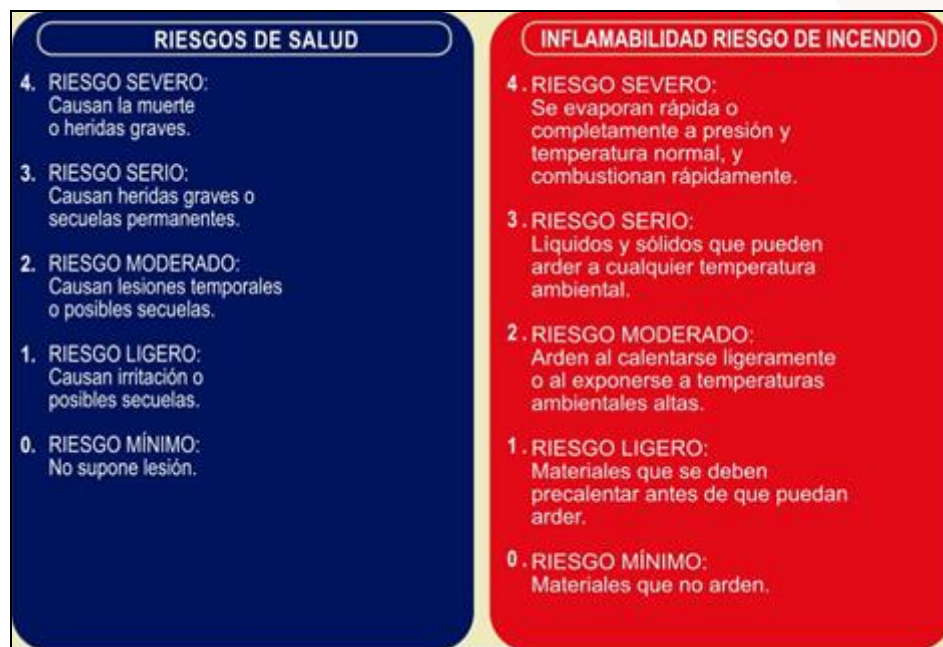 RIESGOS DE SALUD
4. RIESGO SEVERO:
Causan la muerte
o heridas graves.
3. RIESGO SERIO:
Causan heridas graves o
secuelas permanentes.
2. RIESGO MODERADO:
Causan lesiones temporales
o posibles secuelas.
1. RIESGO LIGERO:
Causan irritación o
posibles secuelas.
0. RIESGO MÍNIMO:
No supone lesión.
INFLAMABILIDAD RIESGO DE INCENDIO
4. RIESGO SEVERO:
Se evaporan rápida o
completamente a presión y
temperatura normal, y
combustionan rápidamente.
3. RIESGO SERIO:
Líquidos y sólidos que pueden
arder a cualquier temperatura
ambiental.
2. RIESGO MODERADO:
Arden al calentarse ligeramente
o al exponerse a temperaturas
ambientales altas.
1. RIESGO LIGERO:
Materiales que se deben
precalentar antes de que puedan
arder.
0. RIESGO MÍNIMO:
Materiales que no arden.